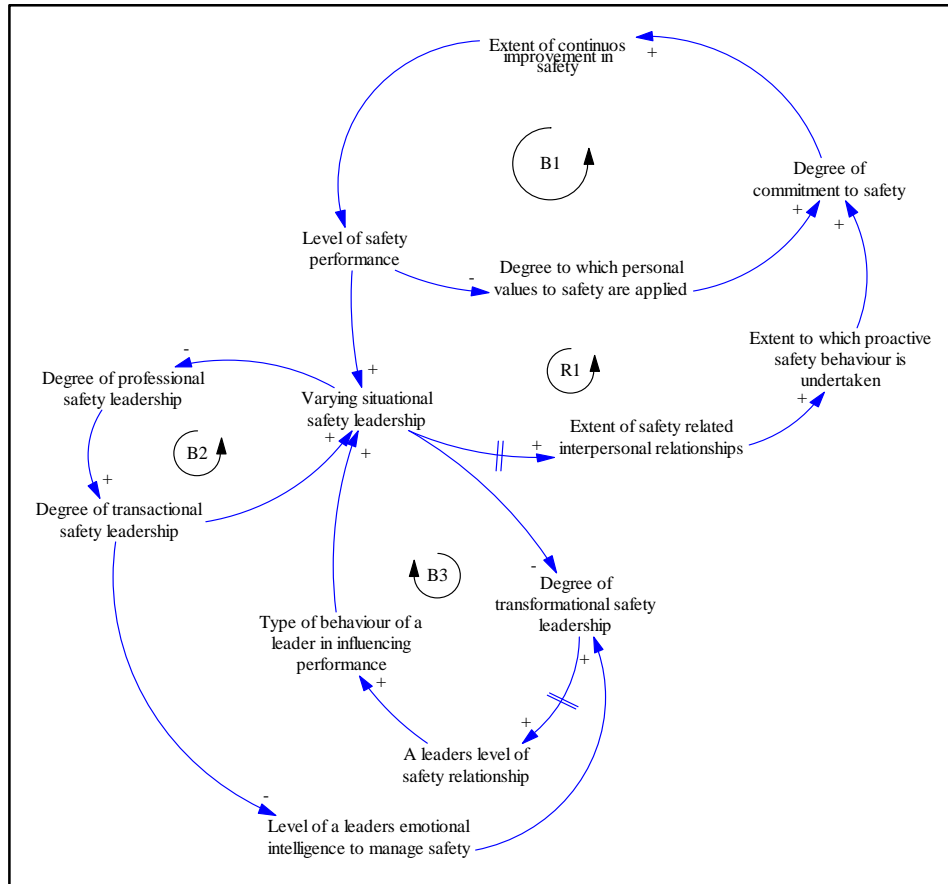 Extent of continuos
improvement in
safety
+
B1
Degree of
commitment to safety
+
+
Level of safety
performance
-
Degree to which personal
values to safety are applied
Extent to which proactive
safety behaviour is
undertaken
+
R1
+
-
Degree of professional
safety leadership
Varying situational
safety leadership
+
+
Extent of safety related
interpersonal relationships
+
B2
+
Degree of transactional
safety leadership
B3
-
Degree of
transformational safety
leadership
+
Type of behaviour of a
leader in influencing
performance
+
+
A leaders level of
safety relationship
-
Level of a leaders emotional
intelligence to manage safety